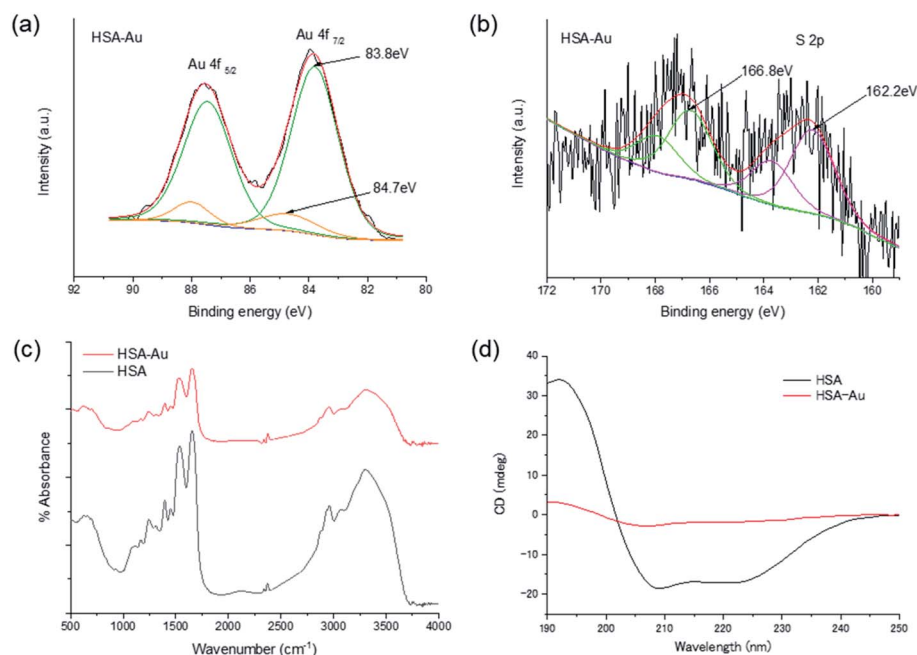 (a)
HSA-Au
Au 4f 5/2
Au 4f 7/2
83.8eV
84.7eV
Intensity (a.u.)
92 90 88 86 84 82 80
Binding energy (eV)
(b)
HSA-Au
S 2p
166.8eV
162.2eV
Intensity (a.u.)
172 170 168 166 164 162 160
Binding energy (eV)
(c)
HSA-Au
HSA
% Absorbance
500 1000 1500 2000 2500 3000 3500 4000
Wavenumber (cm-1)
(d)
40
30
20
10
0
-10
-20
CD (mdeg)
HSA
HSA-Au
190 200 210 220 230 240 250
Wavelength (nm)